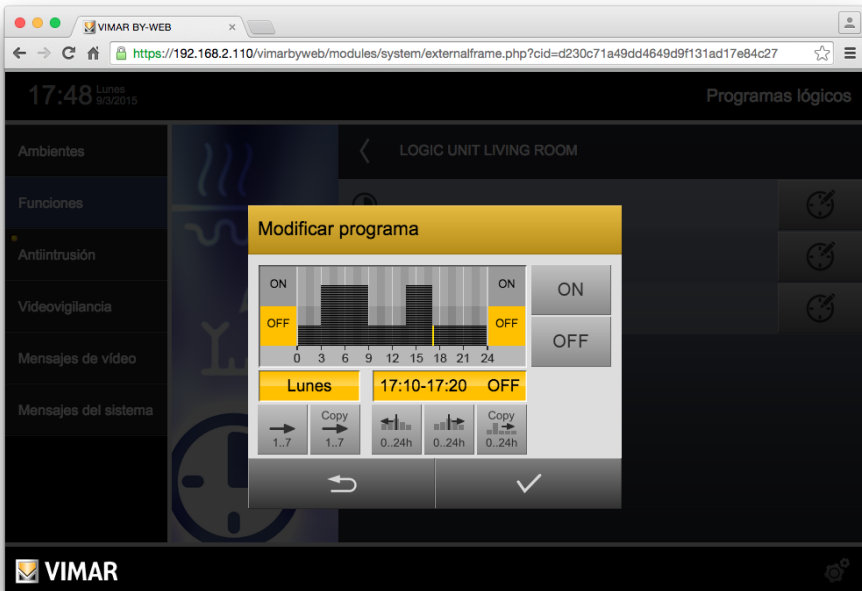 VIMAR BY-WEB
https://192.168.2.110/vimarbyweb/modules/system/externalframe.php?cid=d230c71a49dd4649d9f131ad17e84c27
17:48 Lunes
9/3/2015
Programas lógicos
Ambientes
LOGIC UNIT LIVING ROOM
Funciones
Antiintrusión
Videovigilancia
Mensajes de vídeo
Mensajes del sistema
Modificar programa
ON ON ON
OFF OFF OFF
0 3 6 9 12 15 18 21 24
Lunes 17:10-17:20 OFF
Copy Copy
1..7 1..7 0..24h 0..24h 0..24h
VIMAR